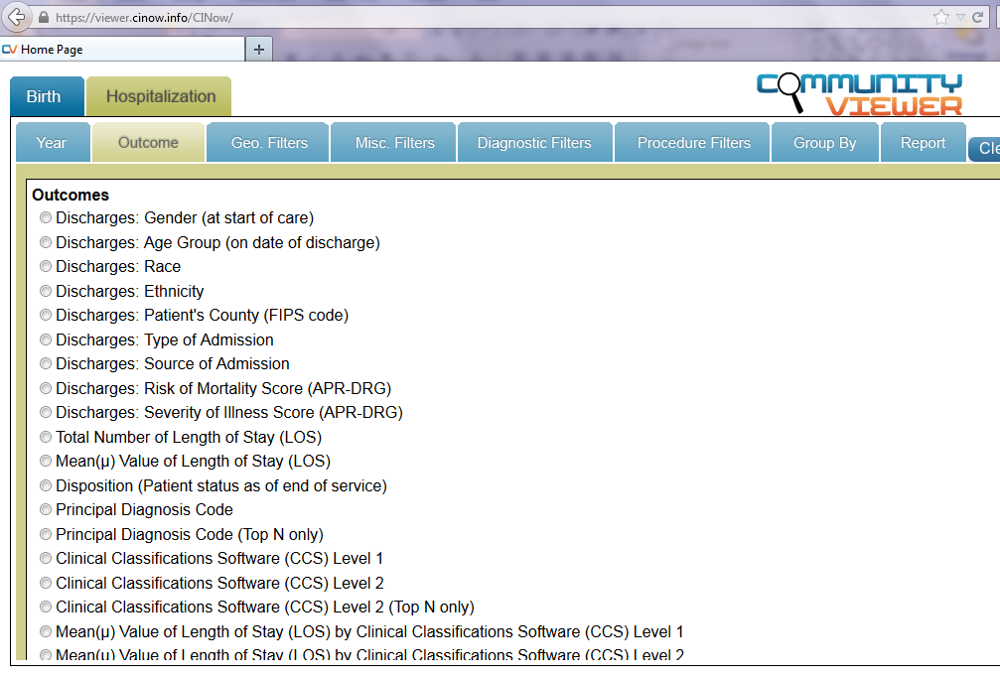 https://viewer.cinow.info/CINow/
CV Home Page
Birth Hospitalization
COMMUNITY
VIEWER
Year Outcome Geo. Filters Misc. Filters Diagnostic Filters Procedure Filters Group By Report Cle
Outcomes
Discharges: Gender (at start of care)
Discharges: Age Group (on date of discharge)
Discharges: Race
Discharges: Ethnicity
Discharges: Patient's County (FIPS code)
Discharges: Type of Admission
Discharges: Source of Admission
Discharges: Risk of Mortality Score (APR-DRG)
Discharges: Severity of Illness Score (APR-DRG)
Total Number of Length of Stay (LOS)
Mean(μ) Value of Length of Stay (LOS)
Disposition (Patient status as of end of service)
Principal Diagnosis Code
Principal Diagnosis Code (Top N only)
Clinical Classifications Software (CCS) Level 1
Clinical Classifications Software (CCS) Level 2
Clinical Classifications Software (CCS) Level 2 (Top N only)
Mean(μ) Value of Length of Stay (LOS) by Clinical Classifications Software (CCS) Level 1
Mean(μ) Value of Length of Stay (LOS) by Clinical Classifications Software (CCS) Level 2